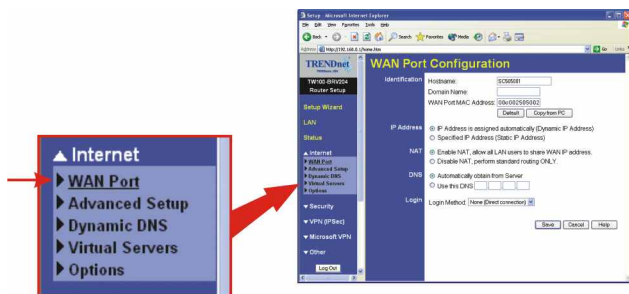 Internet
WAN Port
Advanced Setup
Dynamic DNS
Virtual Servers
Options
Setup - Microsoft Internet Explorer
File Edit View Favorites Tools Help
Back Search Favorites Media
Address http://192.168.0.1/home.htm Go Links
TRENDnet
TW100-BRV204
Router Setup
Setup Wizard
LAN
Status
Internet
WAN Port
Advanced Setup
Dynamic DNS
Virtual Servers
Options
Security
VPN (IPSec)
Microsoft VPN
Other
Log Out
WAN Port Configuration
Identification
Hostname: SC505001
Domain Name:
WAN Port MAC Address: 00e002505002
Default Copy from PC
IP Address
IP Address is assigned automatically (Dynamic IP Address)
Specified IP Address (Static IP Address)
NAT
Enable NAT, allow all LAN users to share WAN IP address.
Disable NAT, perform standard routing ONLY.
DNS
Automatically obtain from Server
Use this DNS
Login
Login Method: None (Direct connection)
Save Cancel Help